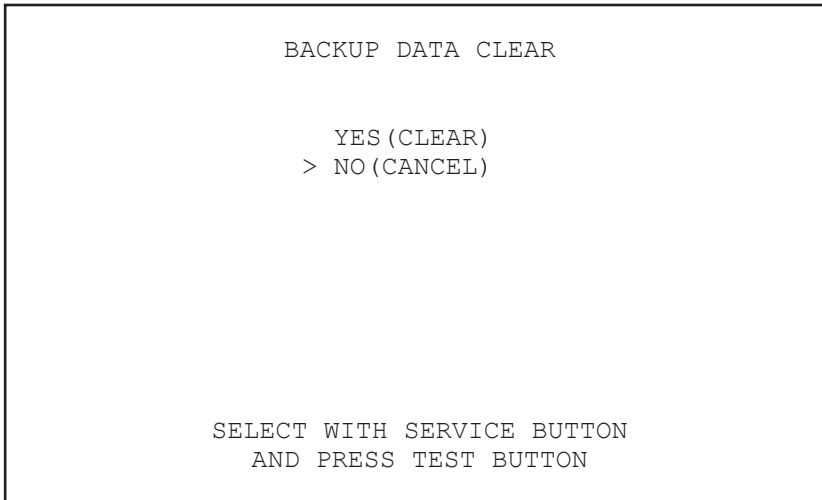 BACKUP DATA CLEAR
YES(CLEAR)
> NO(CANCEL)
SELECT WITH SERVICE BUTTON
AND PRESS TEST BUTTON